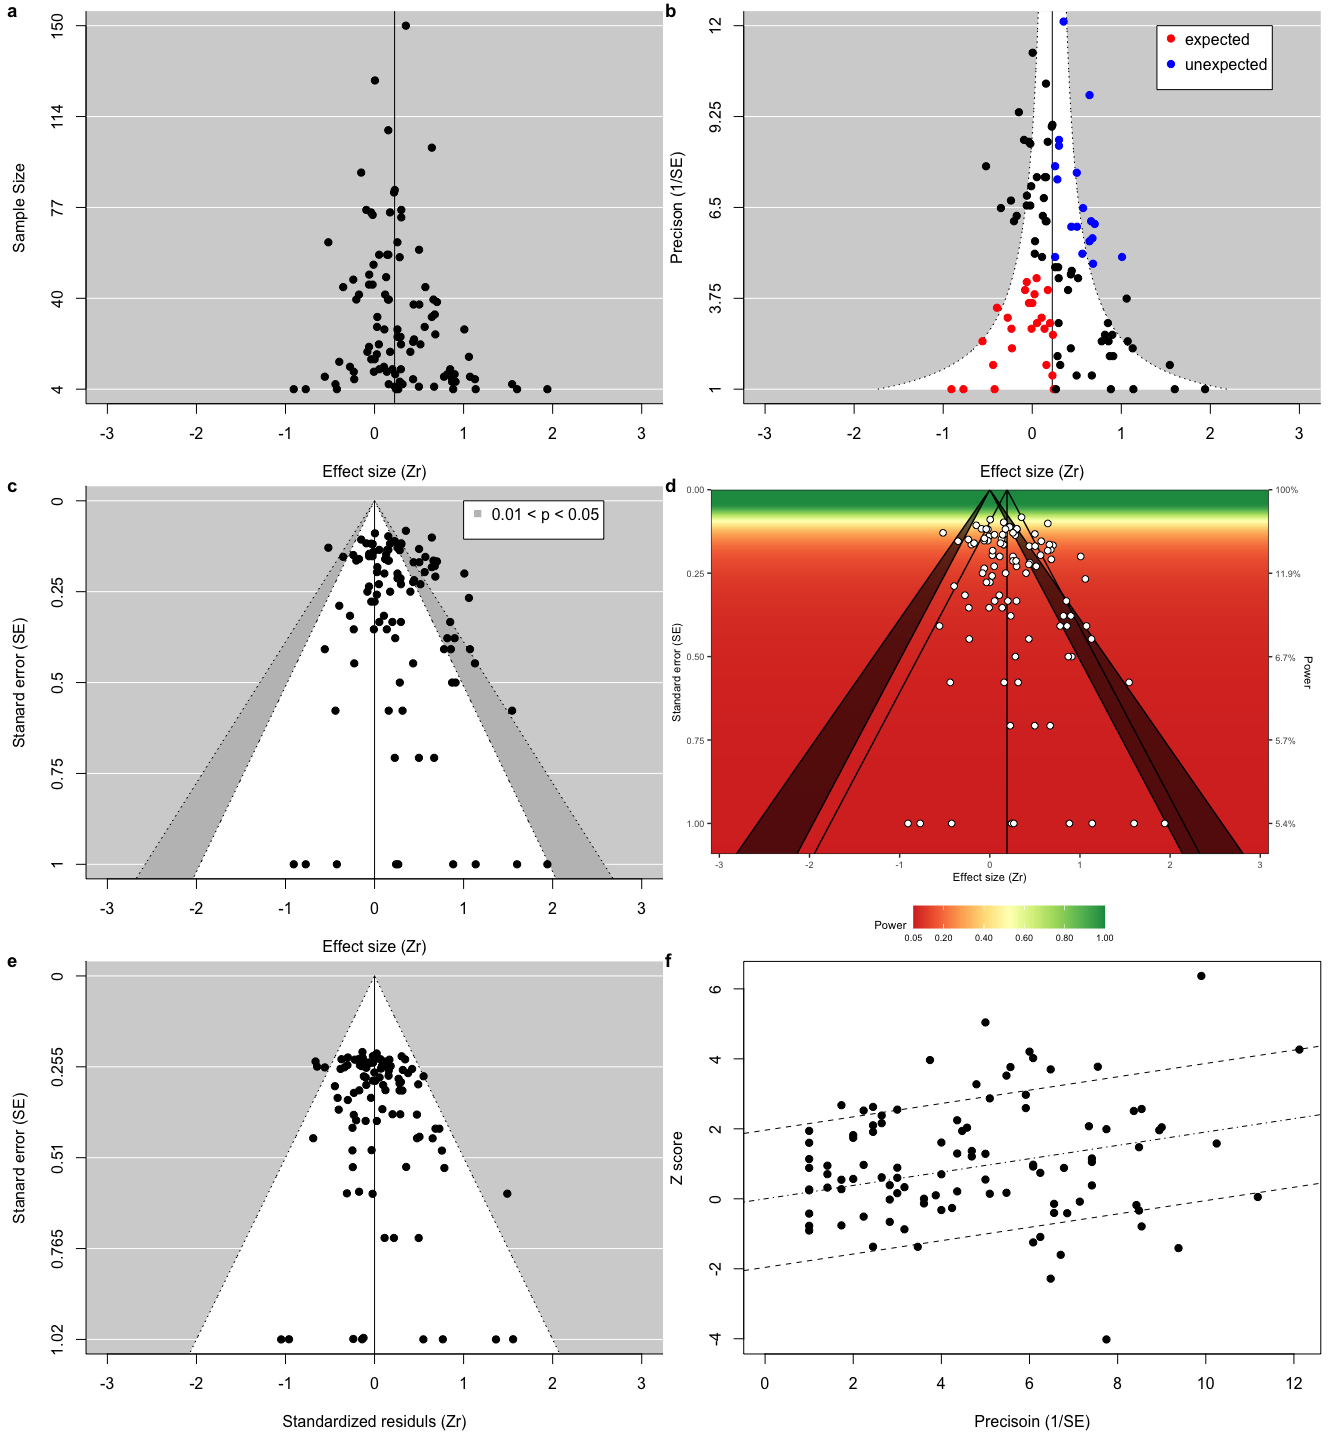 a
150
114
77
40
4
Sample Size
-3 -2 -1 0 1 2 3
Effect size (Zr)
b
expected
unexpected
12
9.25
6.5
3.75
1
Precison (1/SE)
-3 -2 -1 0 1 2 3
Effect size (Zr)
c
0.01 < p < 0.05
0
0.25
0.5
0.75
1
Stanard error (SE)
-3 -2 -1 0 1 2 3
Effect size (Zr)
d
0.00
0.25
0.50
0.75
1.00
Standard error (SE)
100%
11.9%
6.7%
5.7%
5.4%
Power
-3 -2 -1 0 1 2 3
Effect size (Zr)
Power
0.05 0.20 0.40 0.60 0.80 1.00
e
0
0.255
0.51
0.765
1.02
Stanard error (SE)
-3 -2 -1 0 1 2 3
Standardized residuls (Zr)
f
6
4
2
0
-2
-4
Z score
0 2 4 6 8 10 12
Precisoin (1/SE)